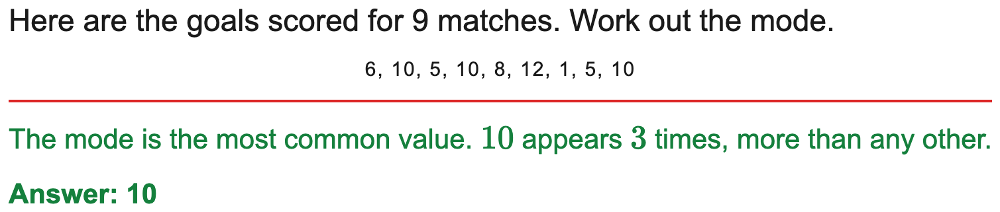 Here are the goals scored for 9 matches. Work out the mode.
6, 10, 5, 10, 8, 12, 1, 5, 10
The mode is the most common value. 10 appears 3 times, more than any other.
Answer: 10